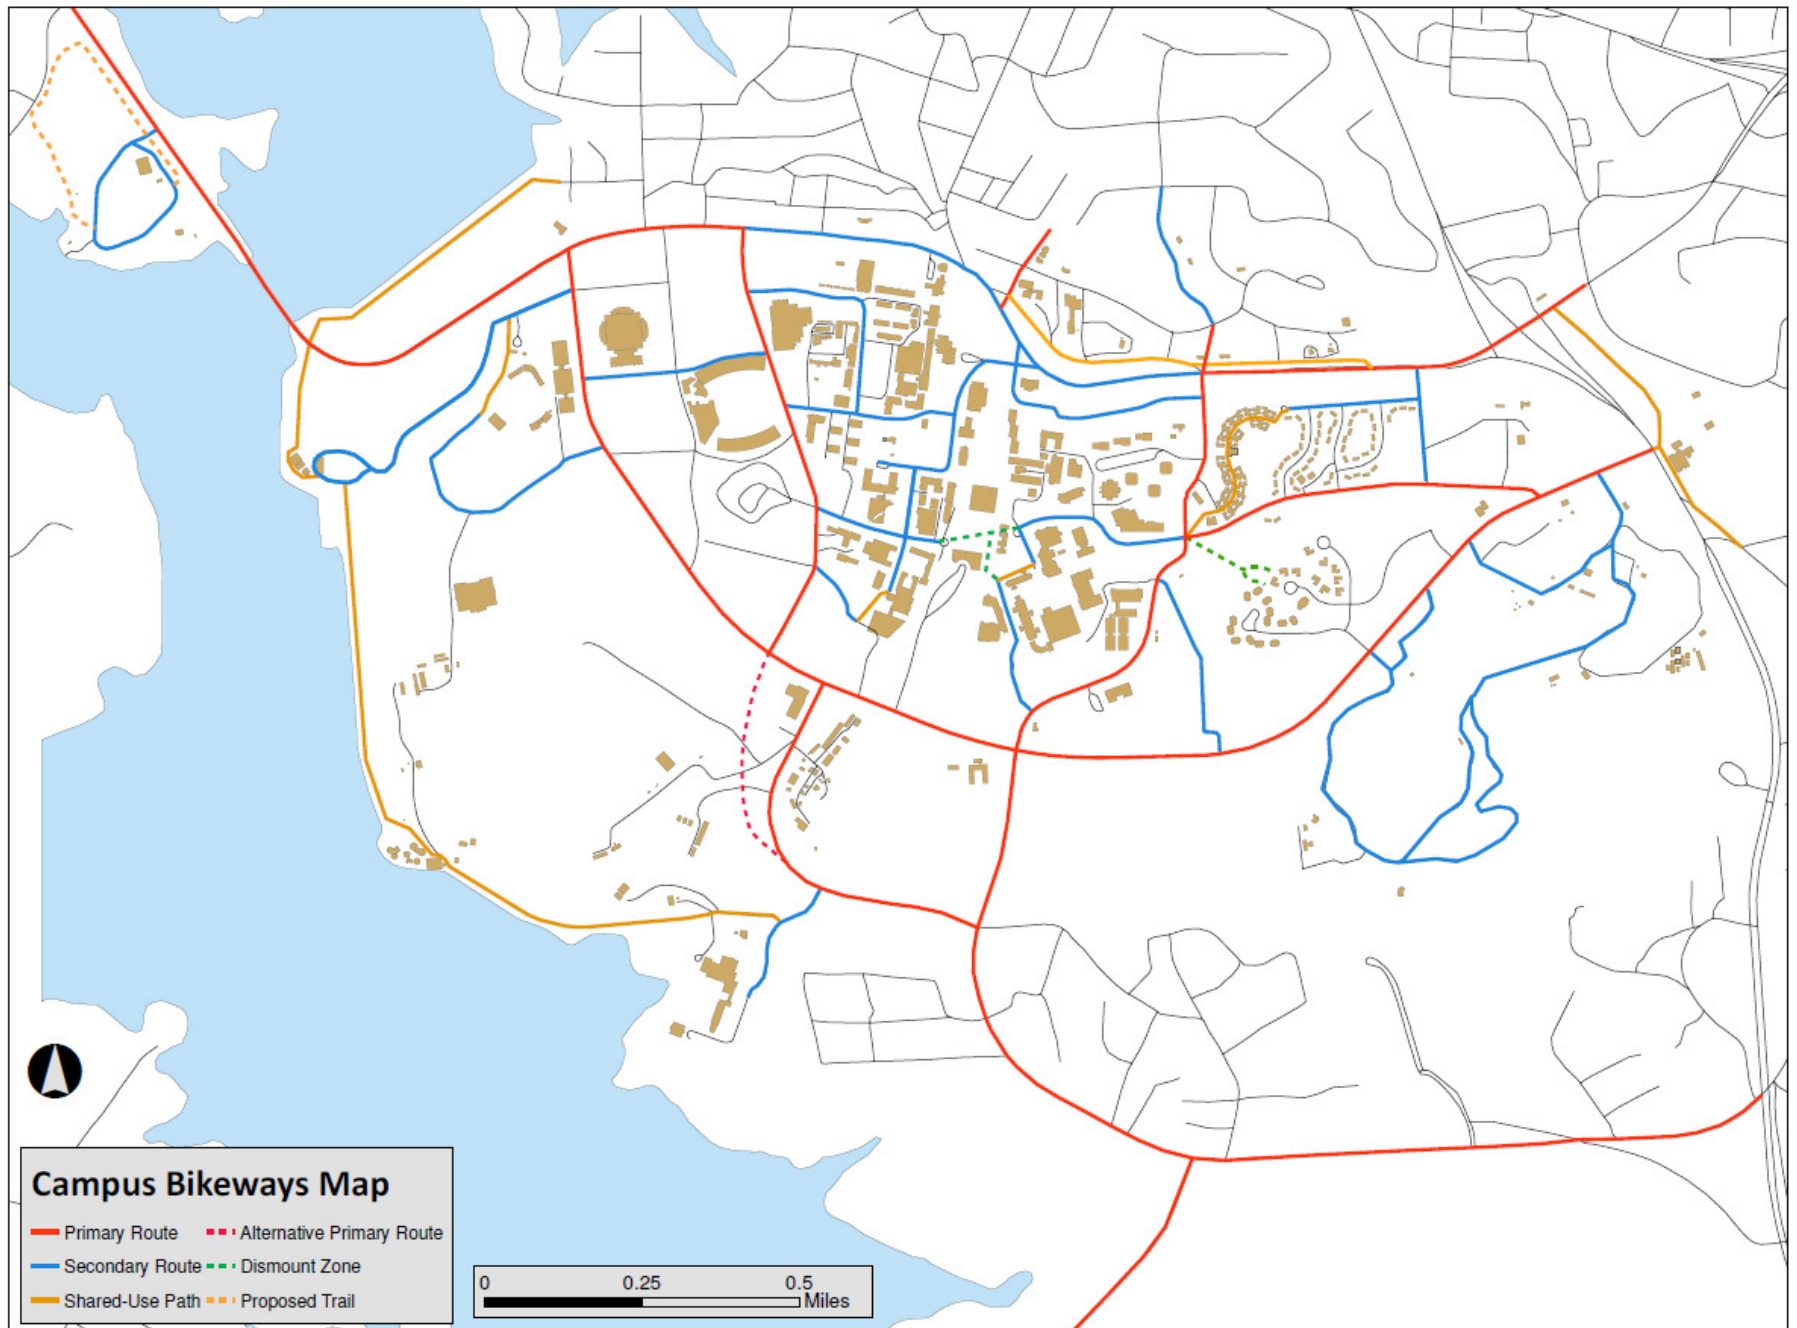 Campus Bikeways Map
Primary Route Alternative Primary Route
Secondary Route Dismount Zone
Shared-Use Path Proposed Trail
0 0.25 0.5
Miles